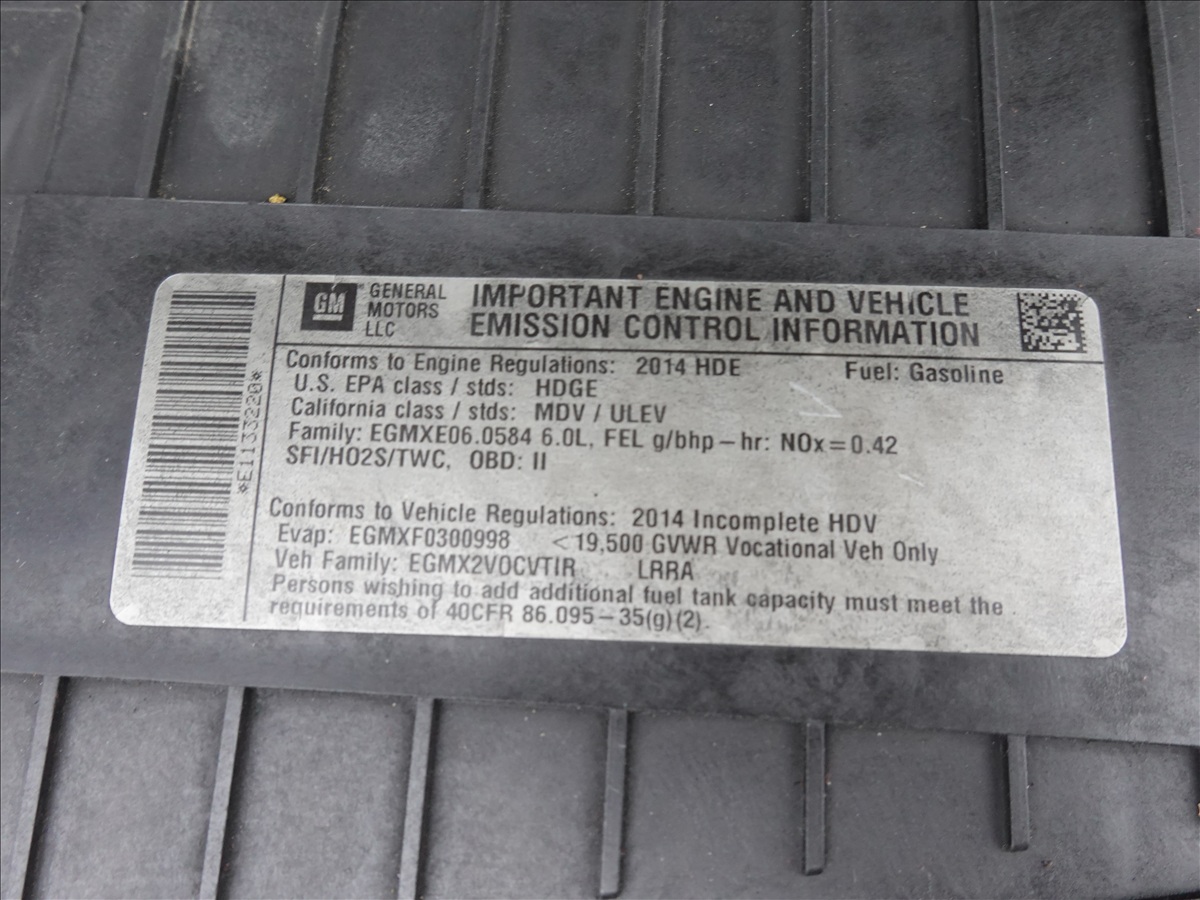 *E1133220*
GM
GENERAL
MOTORS
LLC
IMPORTANT ENGINE AND VEHICLE
EMISSION CONTROL INFORMATION
Conforms to Engine Regulations: 2014 HDE Fuel: Gasoline
U.S. EPA class / stds: HDGE
California class / stds: MDV / ULEV
Family: EGMXE06.0584 6.0L, FEL g/bhp-hr: NOx=0.42
SFI/HO2S/TWC, OBD: II
Conforms to Vehicle Regulations: 2014 Incomplete HDV
Evap: EGMXF0300998 <19,500 GVWR Vocational Veh Only
Veh Family: EGMX2VOCVTIR LRRA
Persons wishing to add additional fuel tank capacity must meet the
requirements of 40CFR 86.095-35(g)(2).